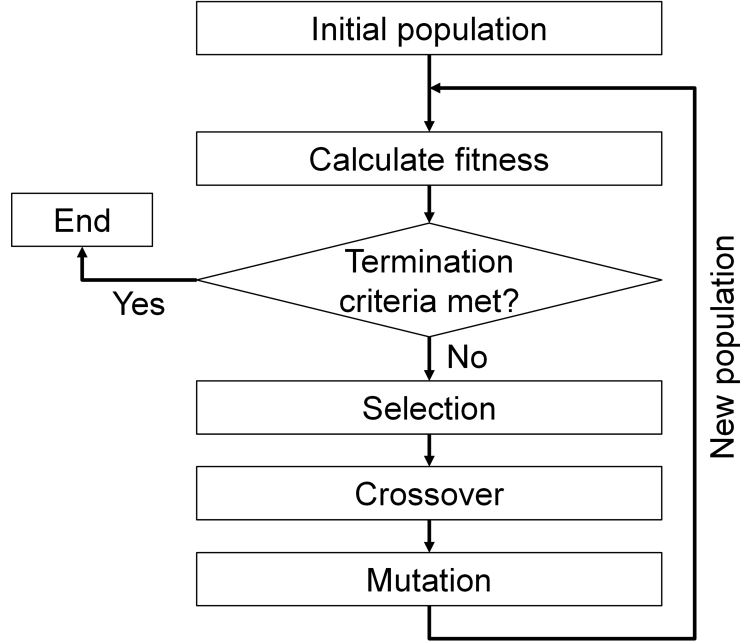 Initial population
Calculate fitness
End
Termination
criteria met?
Yes
No
Selection
Crossover
Mutation
New population